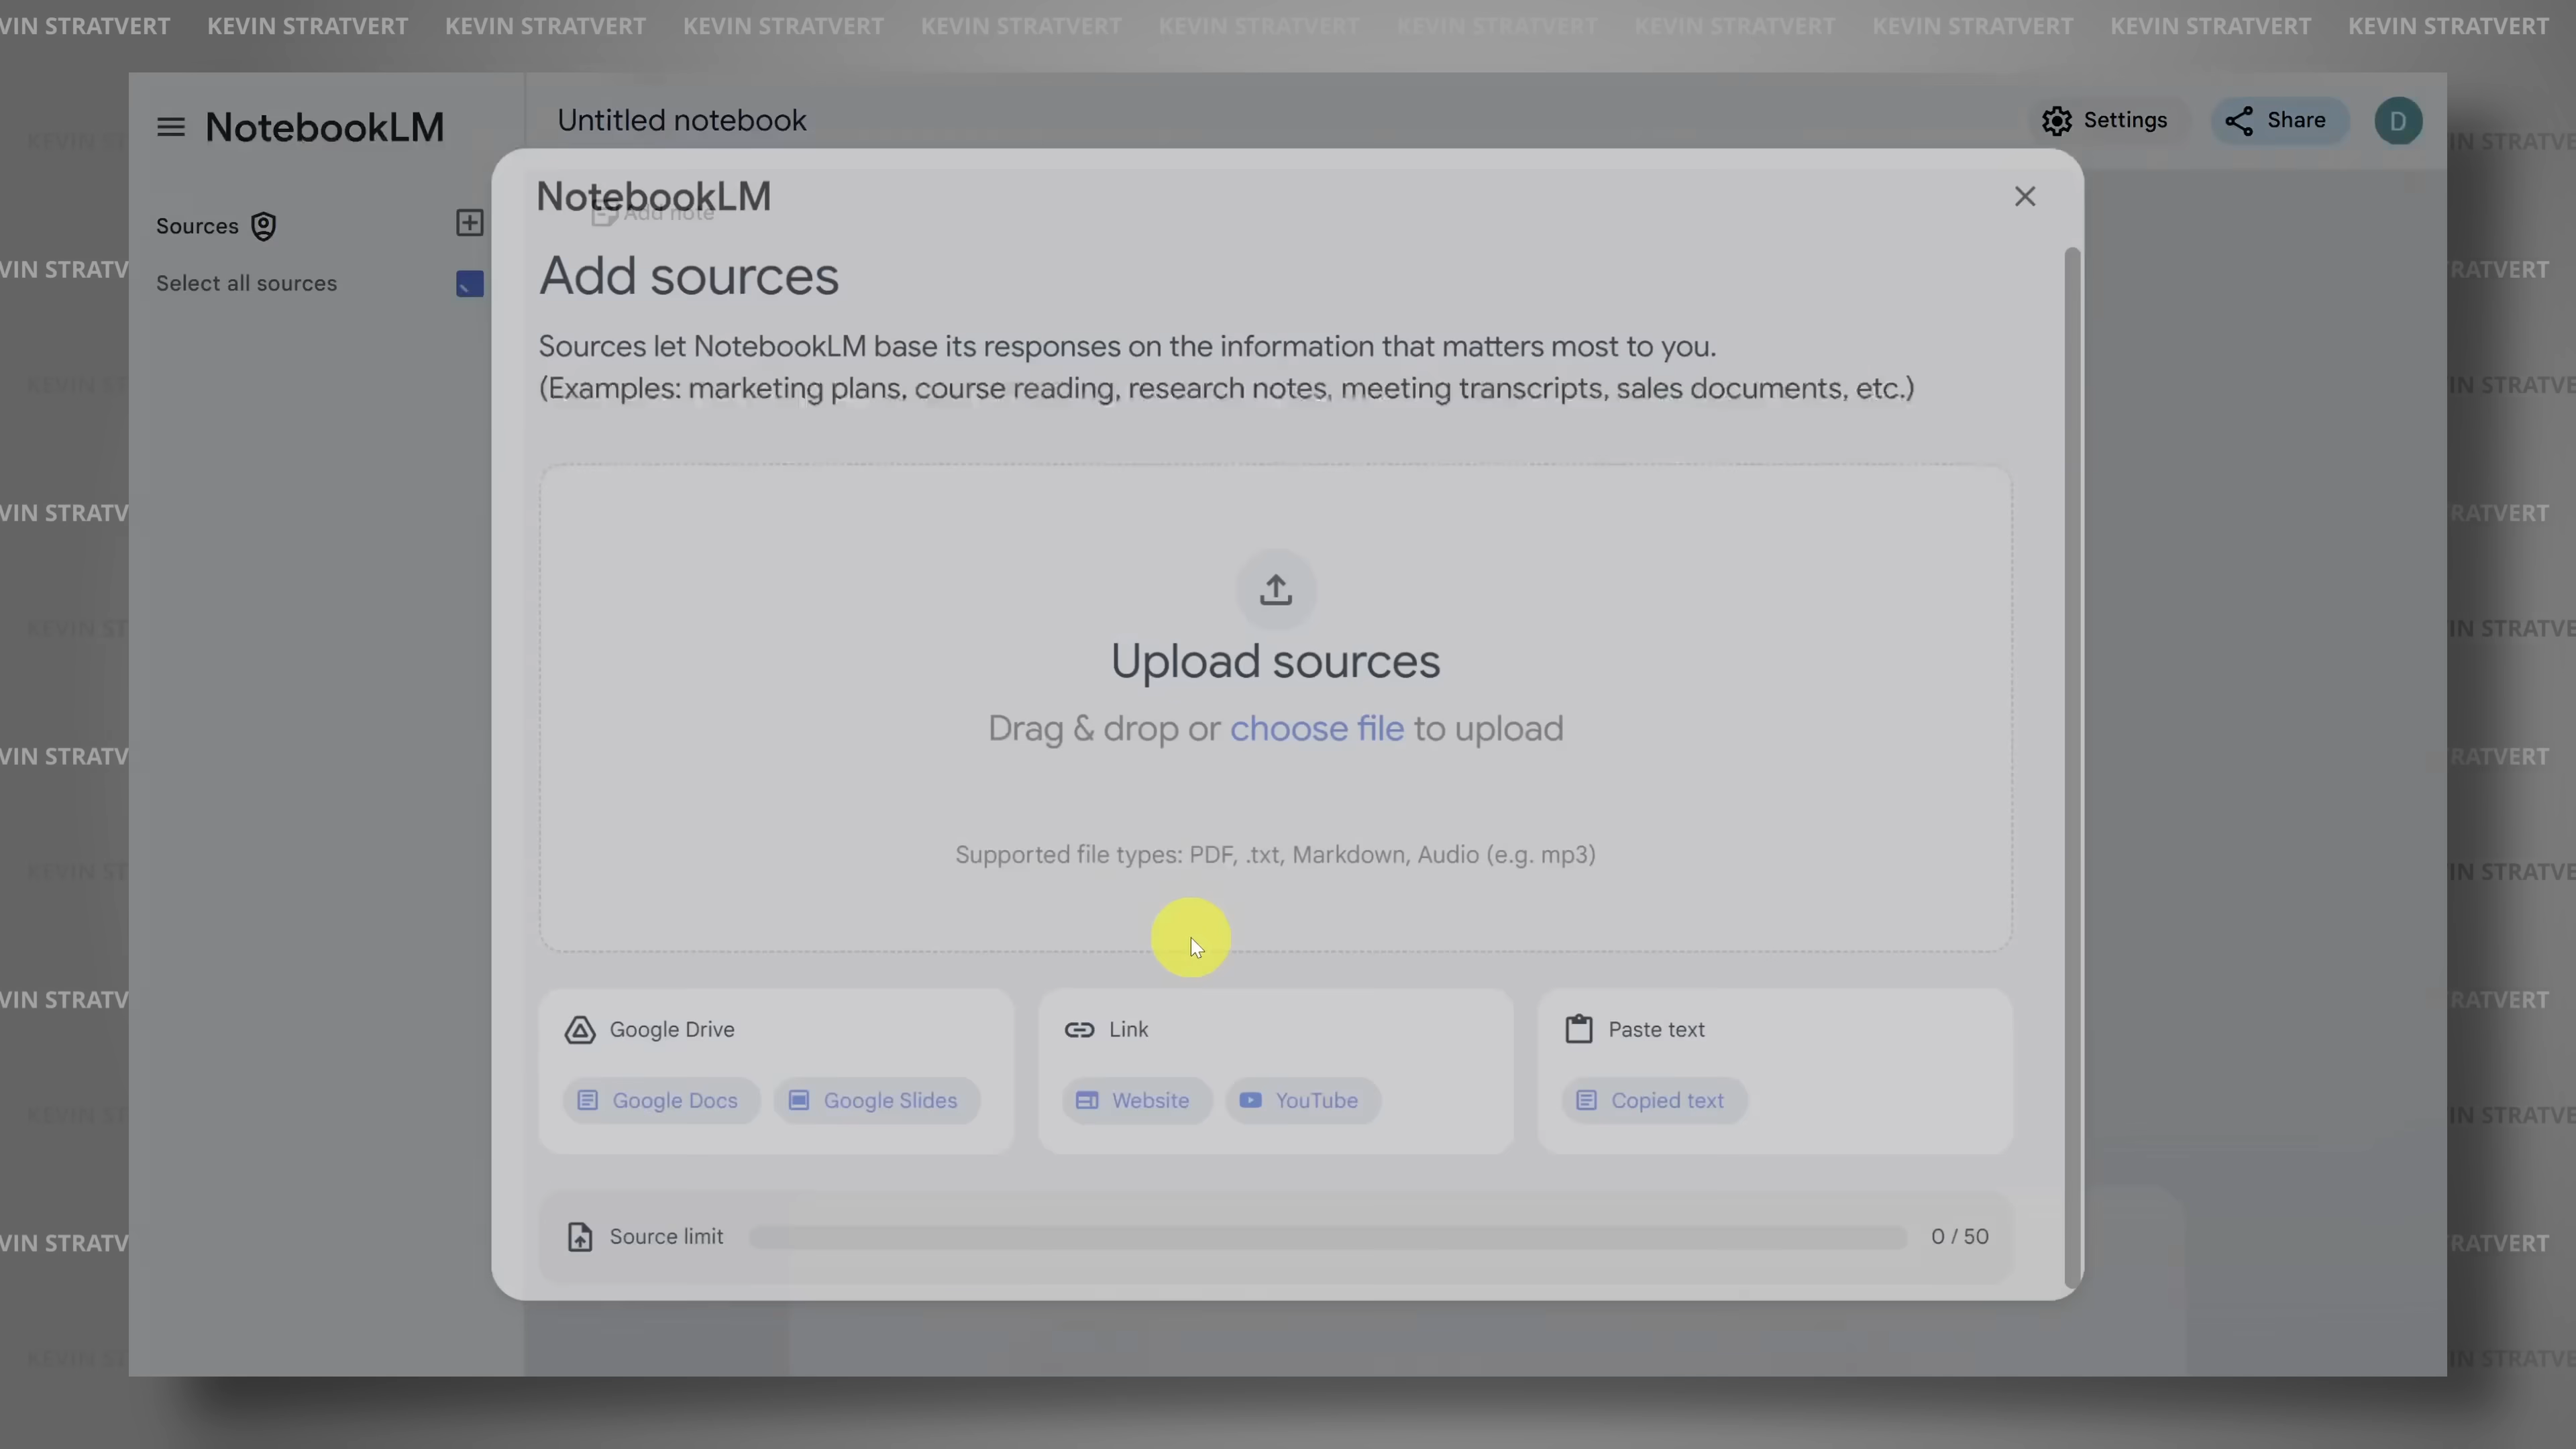 VIN STRATVERT KEVIN STRATVERT KEVIN STRATVERT KEVIN STRATVERT KEVIN STRATVERT KEVIN STRATVERT KEVIN STRATVERT KEVIN STRATVERT KEVIN STRATVERT KEVIN STRATVERT KEVIN STRATVERT
NotebookLM
Untitled notebook
Settings
Share
D
Sources
Select all sources
NotebookLM
Add note
Add sources
Sources let NotebookLM base its responses on the information that matters most to you.
(Examples: marketing plans, course reading, research notes, meeting transcripts, sales documents, etc.)
Upload sources
Drag & drop or choose file to upload
Supported file types: PDF, .txt, Markdown, Audio (e.g. mp3)
Google Drive
Google Docs Google Slides
Link
Website YouTube
Paste text
Copied text
Source limit 0 / 50